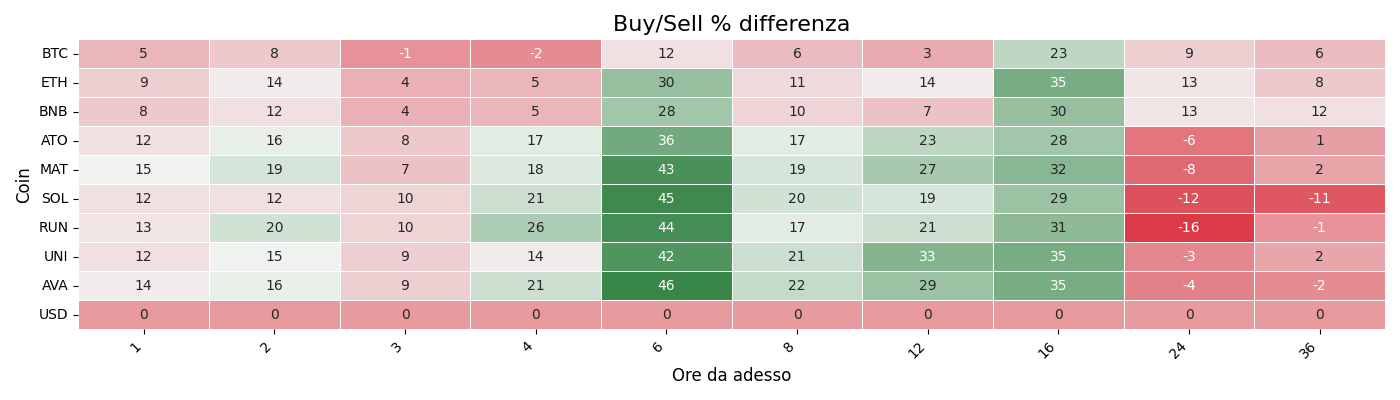 Buy/Sell % differenza
Coin
BTC 5 8 -1 -2 12 6 3 23 9 6
ETH 9 14 4 5 30 11 14 35 13 8
BNB 8 12 4 5 28 10 7 30 13 12
ATO 12 16 8 17 36 17 23 28 -6 1
MAT 15 19 7 18 43 19 27 32 -8 2
SOL 12 12 10 21 45 20 19 29 -12 -11
RUN 13 20 10 26 44 17 21 31 -16 -1
UNI 12 15 9 14 42 21 33 35 -3 2
AVA 14 16 9 21 46 22 29 35 -4 -2
USD 0 0 0 0 0 0 0 0 0 0
1 2 3 4 6 8 12 16 24 36
Ore da adesso